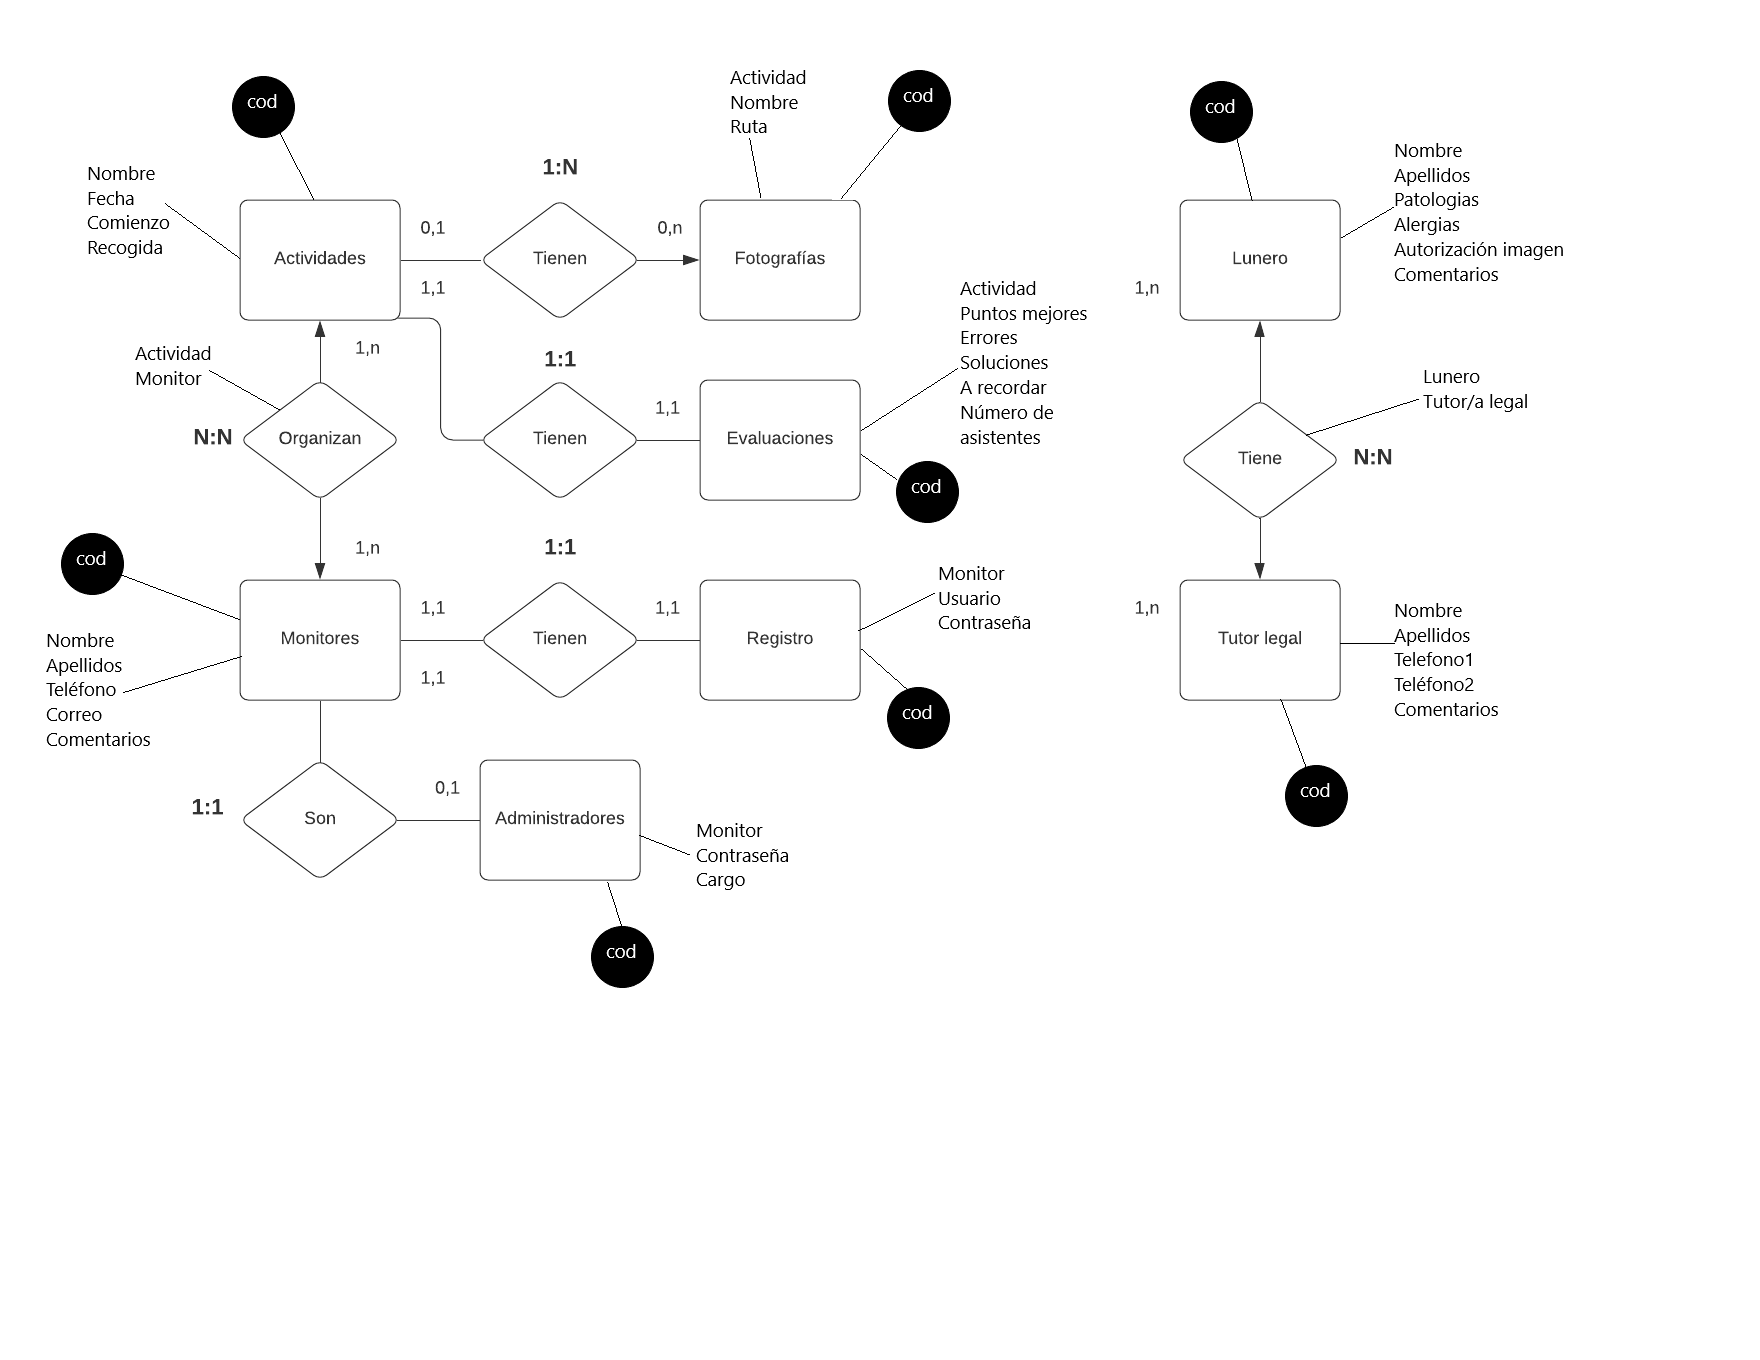 cod
Nombre
Fecha
Comienzo
Recogida
Actividades
0,1
1,1
1:N
Tienen
0,n
Actividad
Nombre
Ruta
cod
Fotografías
Actividad
Monitor
1,n
N:N
Organizan
1,n
1:1
Tienen
1,1
Evaluaciones
Actividad
Puntos mejores
Errores
Soluciones
A recordar
Número de
asistentes
cod
cod
Nombre
Apellidos
Teléfono
Correo
Comentarios
Monitores
1,1
1,1
1:1
Tienen
1,1
Registro
Monitor
Usuario
Contraseña
cod
1:1
Son
0,1
Administradores
Monitor
Contraseña
Cargo
cod
cod
Nombre
Apellidos
Patologias
Alergias
Autorización imagen
Comentarios
Lunero
1,n
Lunero
Tutor/a legal
Tiene
N:N
1,n
Tutor legal
Nombre
Apellidos
Telefono1
Teléfono2
Comentarios
cod